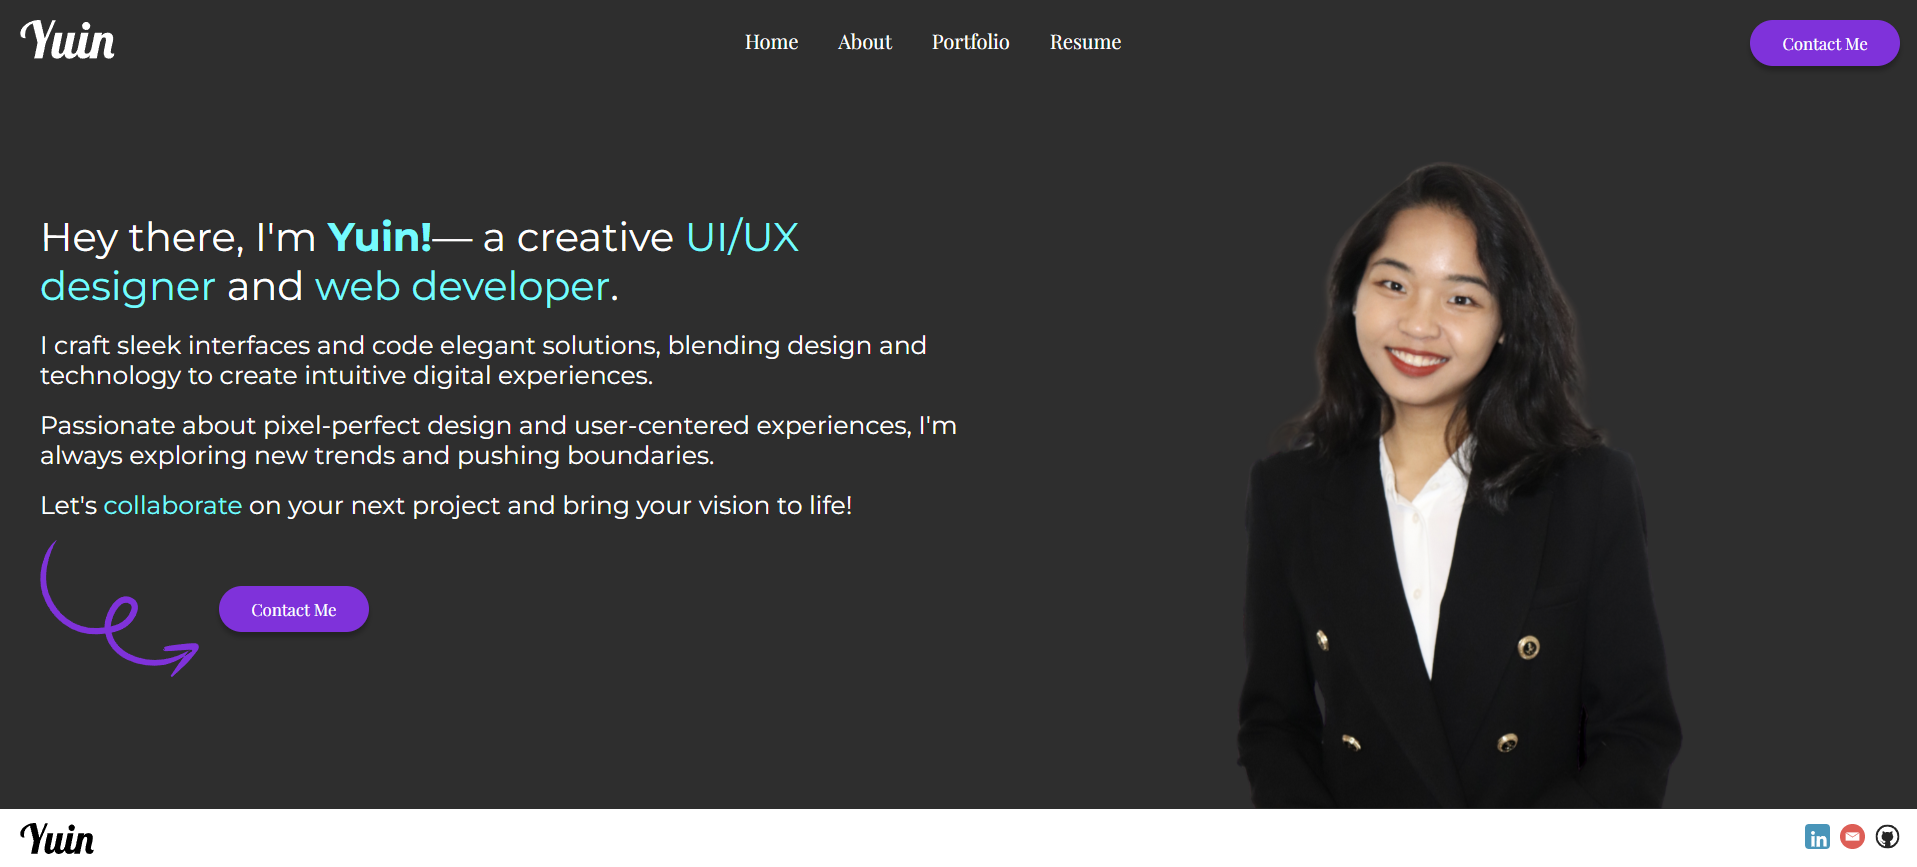 Yuin
Home About Portfolio Resume
Contact Me
Hey there, I'm Yuin!— a creative UI/UX
designer and web developer.
I craft sleek interfaces and code elegant solutions, blending design and
technology to create intuitive digital experiences.
Passionate about pixel-perfect design and user-centered experiences, I'm
always exploring new trends and pushing boundaries.
Let's collaborate on your next project and bring your vision to life!
Contact Me
Yuin
in